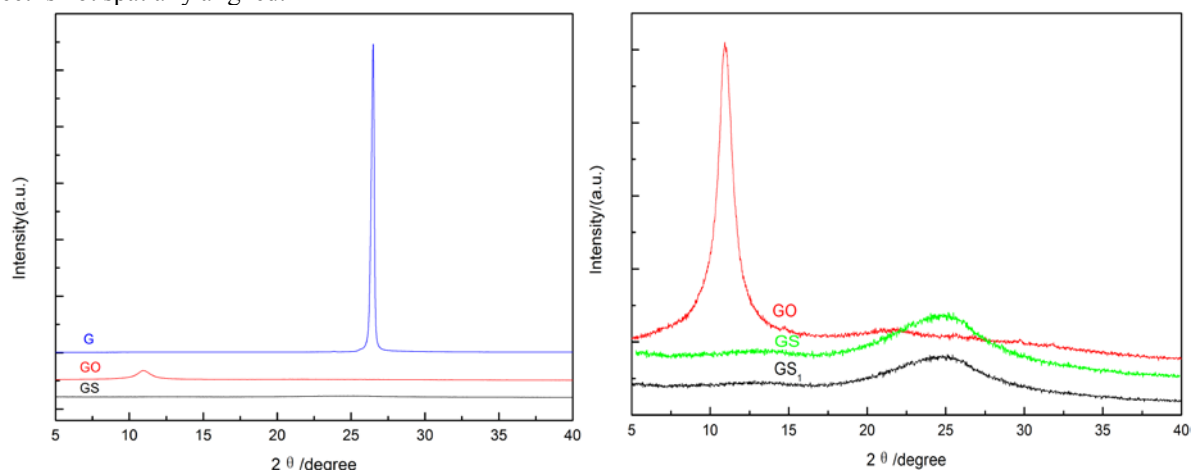 Intensity(a.u.)
G
GO
GS
5 10 15 20 25 30 35 40
2 θ /degree
Intensity/(a.u.)
GO
GS
GS₁
5 10 15 20 25 30 35 40
2 θ /degree